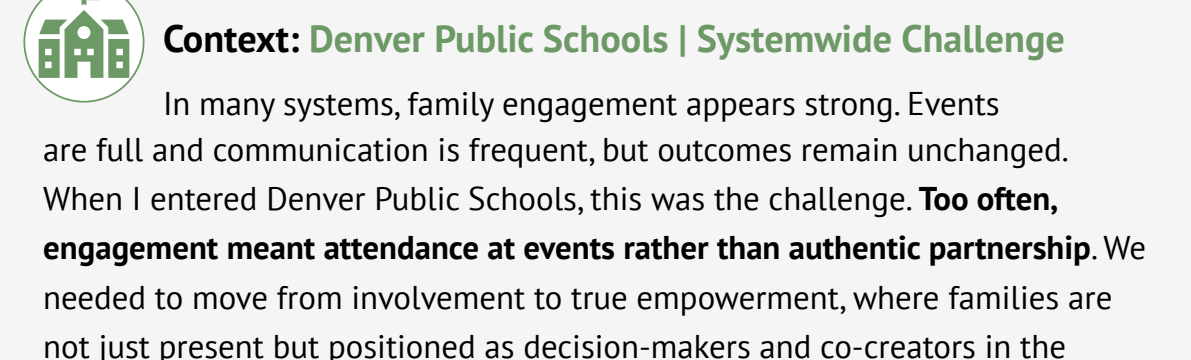 Context: Denver Public Schools | Systemwide Challenge
In many systems, family engagement appears strong. Events
are full and communication is frequent, but outcomes remain unchanged.
When I entered Denver Public Schools, this was the challenge. Too often,
engagement meant attendance at events rather than authentic partnership. We
needed to move from involvement to true empowerment, where families are
not just present but positioned as decision-makers and co-creators in the